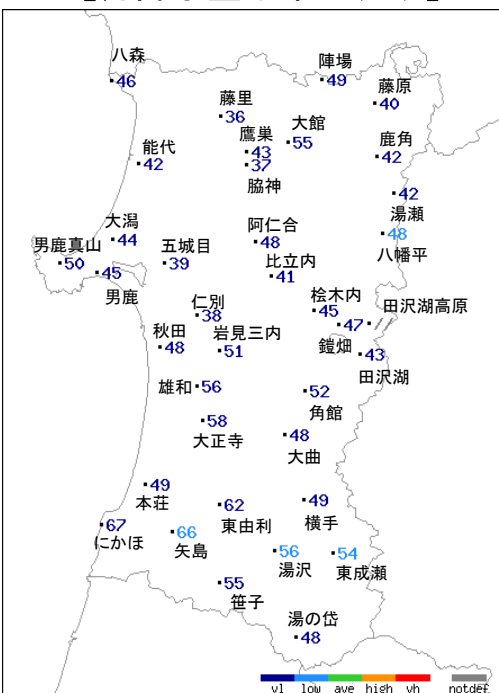 八森
46
陣場
49
藤原
40
藤里
36
大館
55
鷹巣
43
37
脇神
鹿角
42
能代
42
42
湯瀬
48
八幡平
大潟
44
男鹿真山
50
45
男鹿
五城目
39
阿仁合
48
比立内
41
桧木内
45
田沢湖高原
47
鎧畑
43
田沢湖
仁別
38
秋田
48
岩見三内
51
雄和
56
52
角館
58
大正寺
48
大曲
49
本荘
62
東由利
49
横手
67
にかほ
66
矢島
56
湯沢
54
東成瀬
55
笹子
湯の岱
48
vl low ave high vh notdef